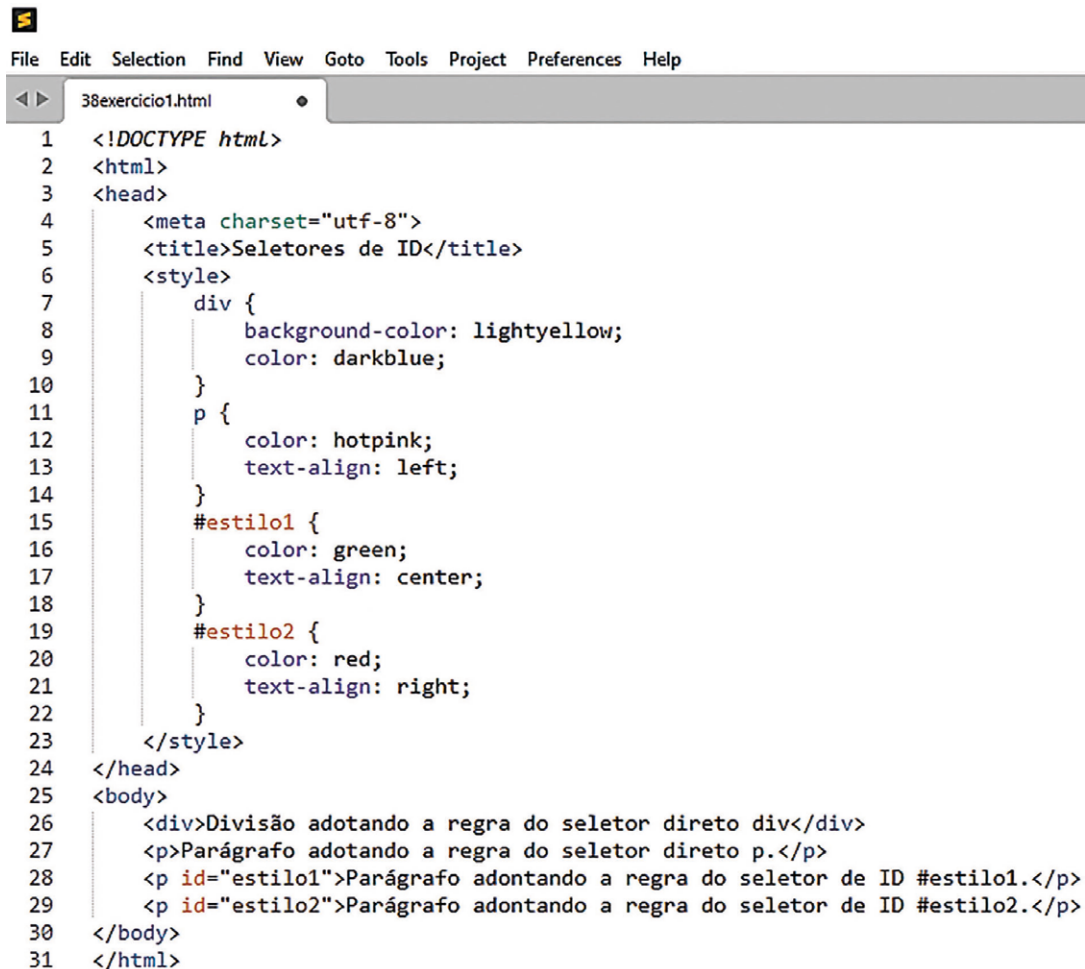 File Edit Selection Find View Goto Tools Project Preferences Help
38exercicio1.html
1 <!DOCTYPE html>
2 <html>
3 <head>
4 <meta charset="utf-8">
5 <title>Seletores de ID</title>
6 <style>
7 div {
8 background-color: lightyellow;
9 color: darkblue;
10 }
11 p {
12 color: hotpink;
13 text-align: left;
14 }
15 #estilo1 {
16 color: green;
17 text-align: center;
18 }
19 #estilo2 {
20 color: red;
21 text-align: right;
22 }
23 </style>
24 </head>
25 <body>
26 <div>Divisão adotando a regra do seletor direto div</div>
27 <p>Parágrafo adotando a regra do seletor direto p.</p>
28 <p id="estilo1">Parágrafo adontando a regra do seletor de ID #estilo1.</p>
29 <p id="estilo2">Parágrafo adontando a regra do seletor de ID #estilo2.</p>
30 </body>
31 </html>